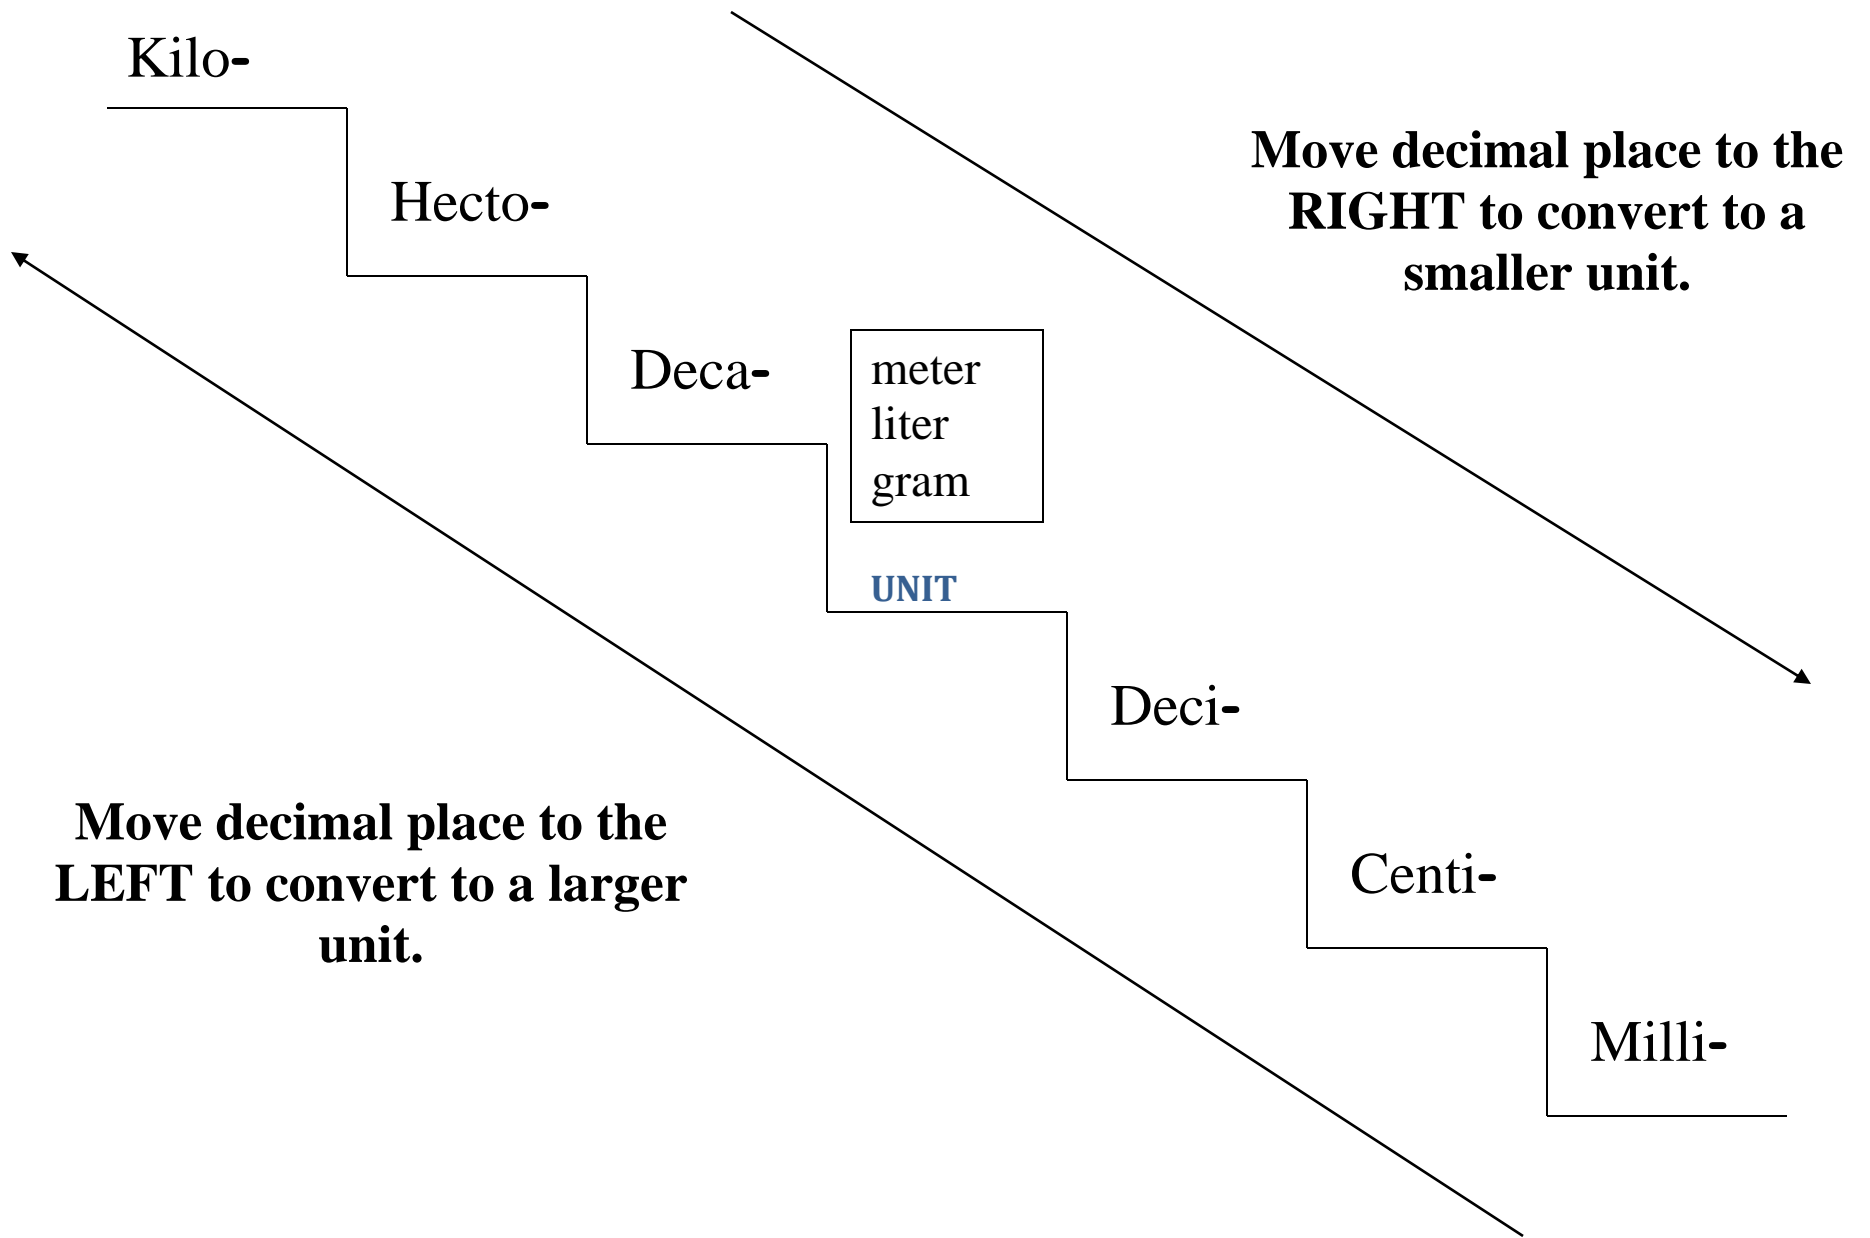 Kilo-
Move decimal place to the
RIGHT to convert to a
smaller unit.
Hecto-
Deca-
meter
liter
gram
UNIT
Deci-
Move decimal place to the
LEFT to convert to a larger
unit.
Centi-
Milli-